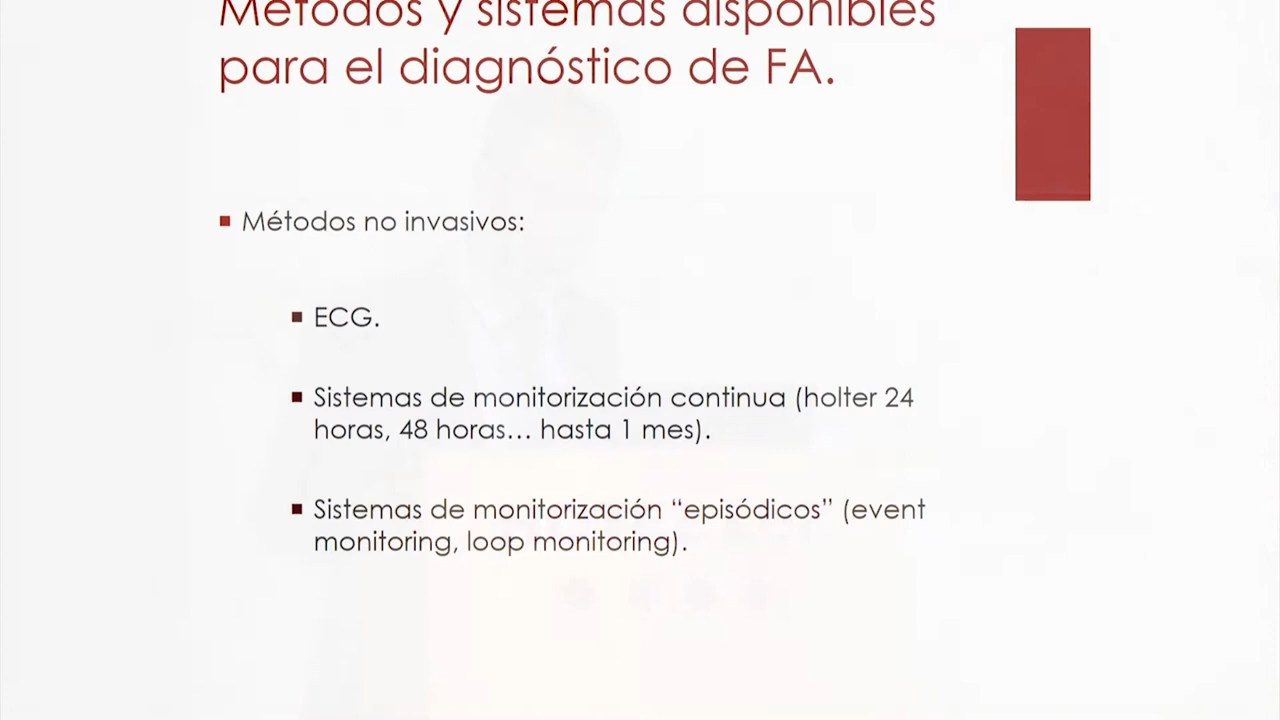 Métodos y sistemas disponibles
para el diagnóstico de FA.
Métodos no invasivos:
ECG.
Sistemas de monitorización continua (holter 24
horas, 48 horas… hasta 1 mes).
Sistemas de monitorización “episódicos” (event
monitoring, loop monitoring).